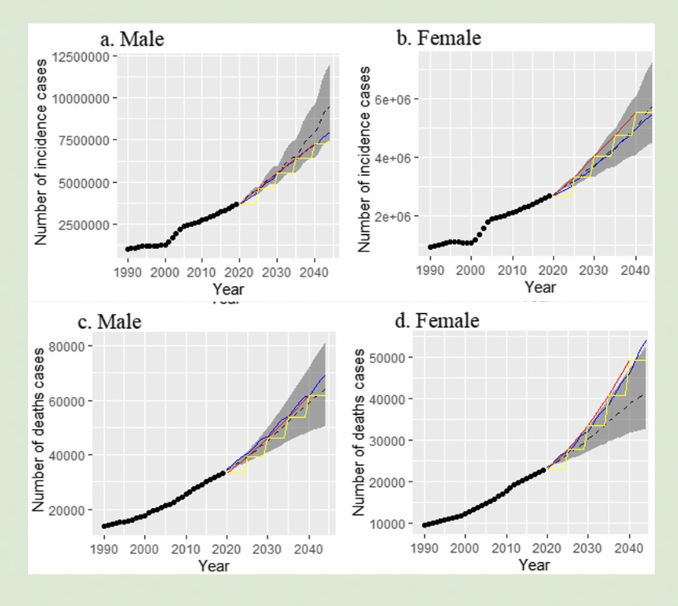 a. Male
Number of incidence cases
12500000
10000000
7500000
5000000
2500000
1990 2000 2010 2020 2030 2040
Year
b. Female
Number of incidence cases
6e+06
4e+06
2e+06
1990 2000 2010 2020 2030 2040
Year
c. Male
Number of deaths cases
80000
60000
40000
20000
1990 2000 2010 2020 2030 2040
Year
d. Female
Number of deaths cases
50000
40000
30000
20000
10000
1990 2000 2010 2020 2030 2040
Year